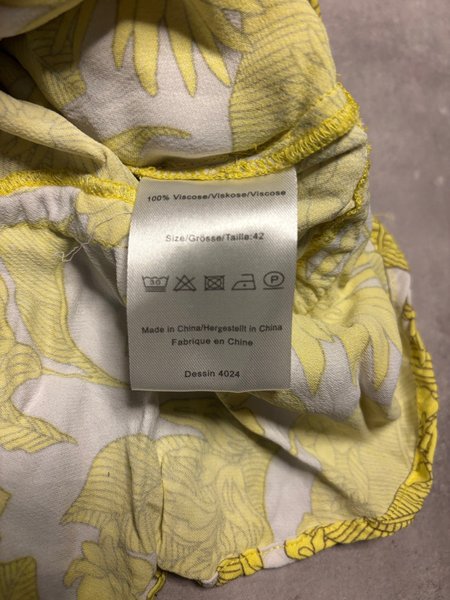 100% Viscose/Viskose/Viscose
Size/Grösse/Taille:42
30 P
Made in China/Hergestellt in China
Fabrique en Chine
Dessin 4024